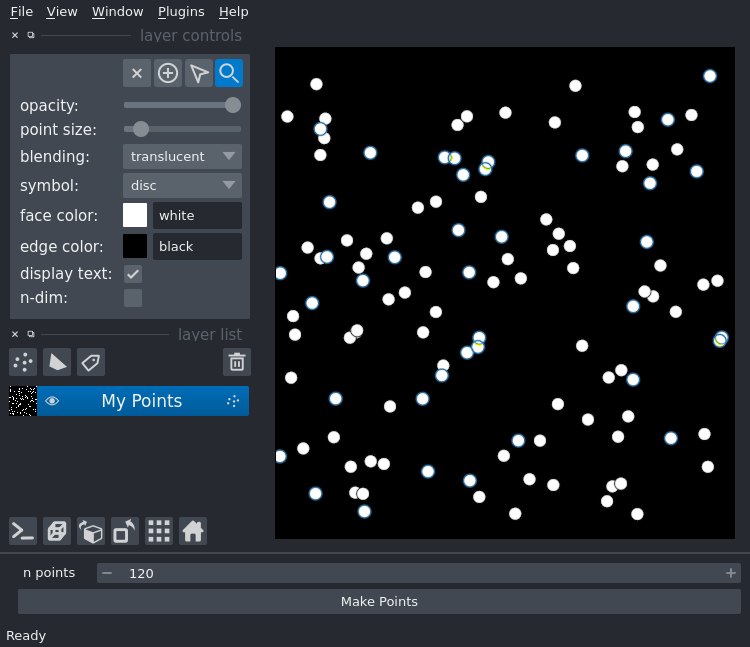 File View Window Plugins Help
layer controls
opacity:
point size:
blending: translucent
symbol: disc
face color: white
edge color: black
display text:
n-dim:
layer list
My Points
n points 120
Make Points
Ready